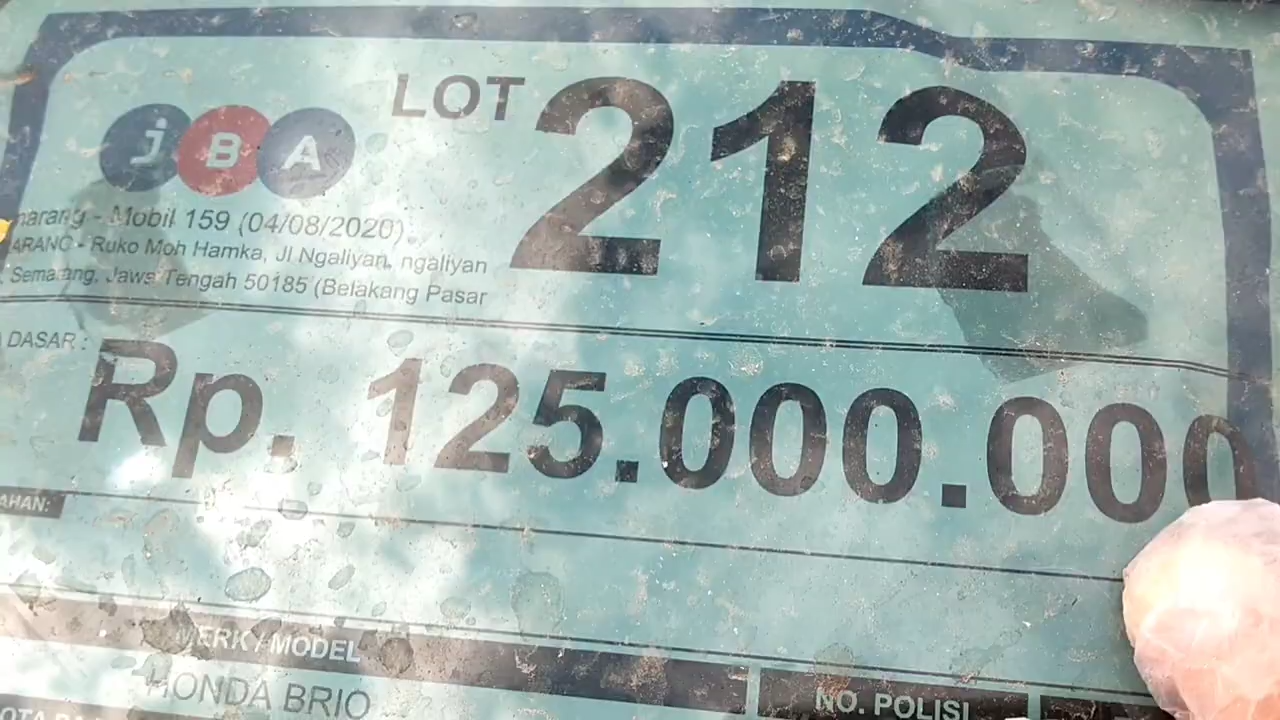 LOT 212
jBA
- Mobil 159 (04/08/2020)
- Ruko Moh Hamka, Jl Ngaliyan, ngaliyan
Semarang, Jawa Tengah 50185 (Belakang Pasar
DASAR :
Rp. 125.000.000
MERK / MODEL
HONDA BRIO
NO. POLISI